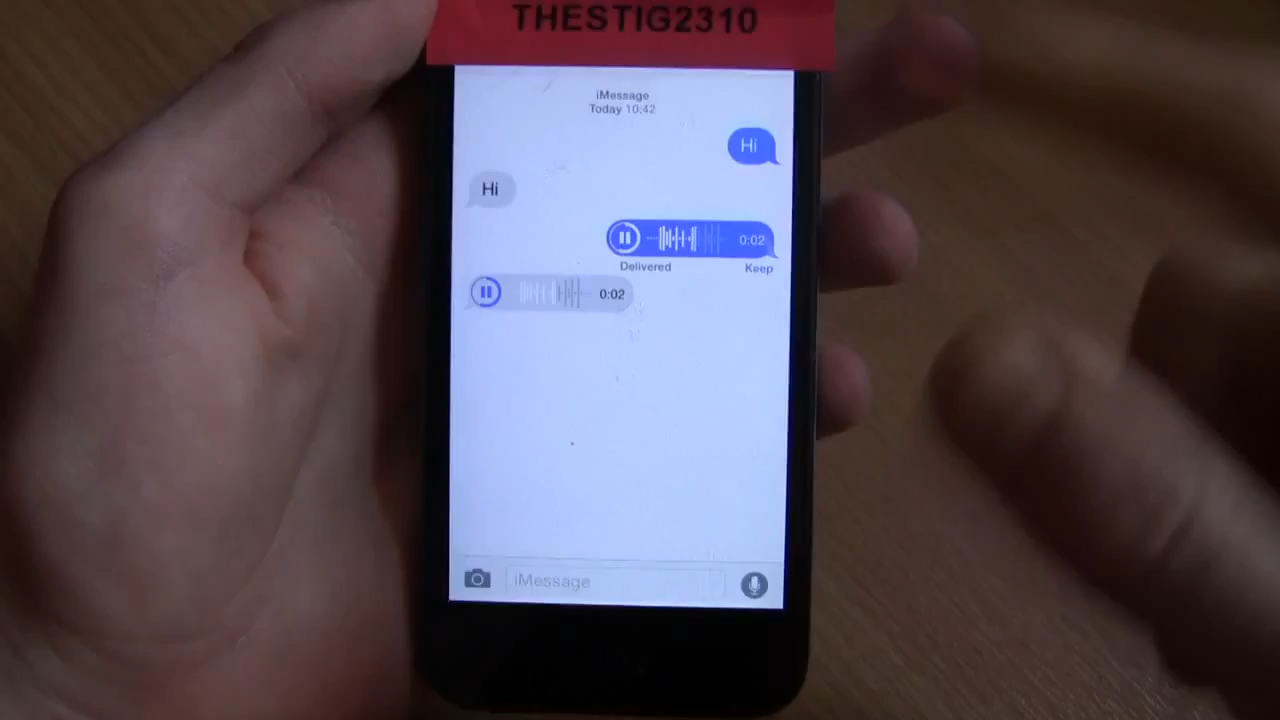 THESTIG2310
iMessage
Today 10:42
Hi
Hi
0:02
Delivered Keep
0:02
iMessage